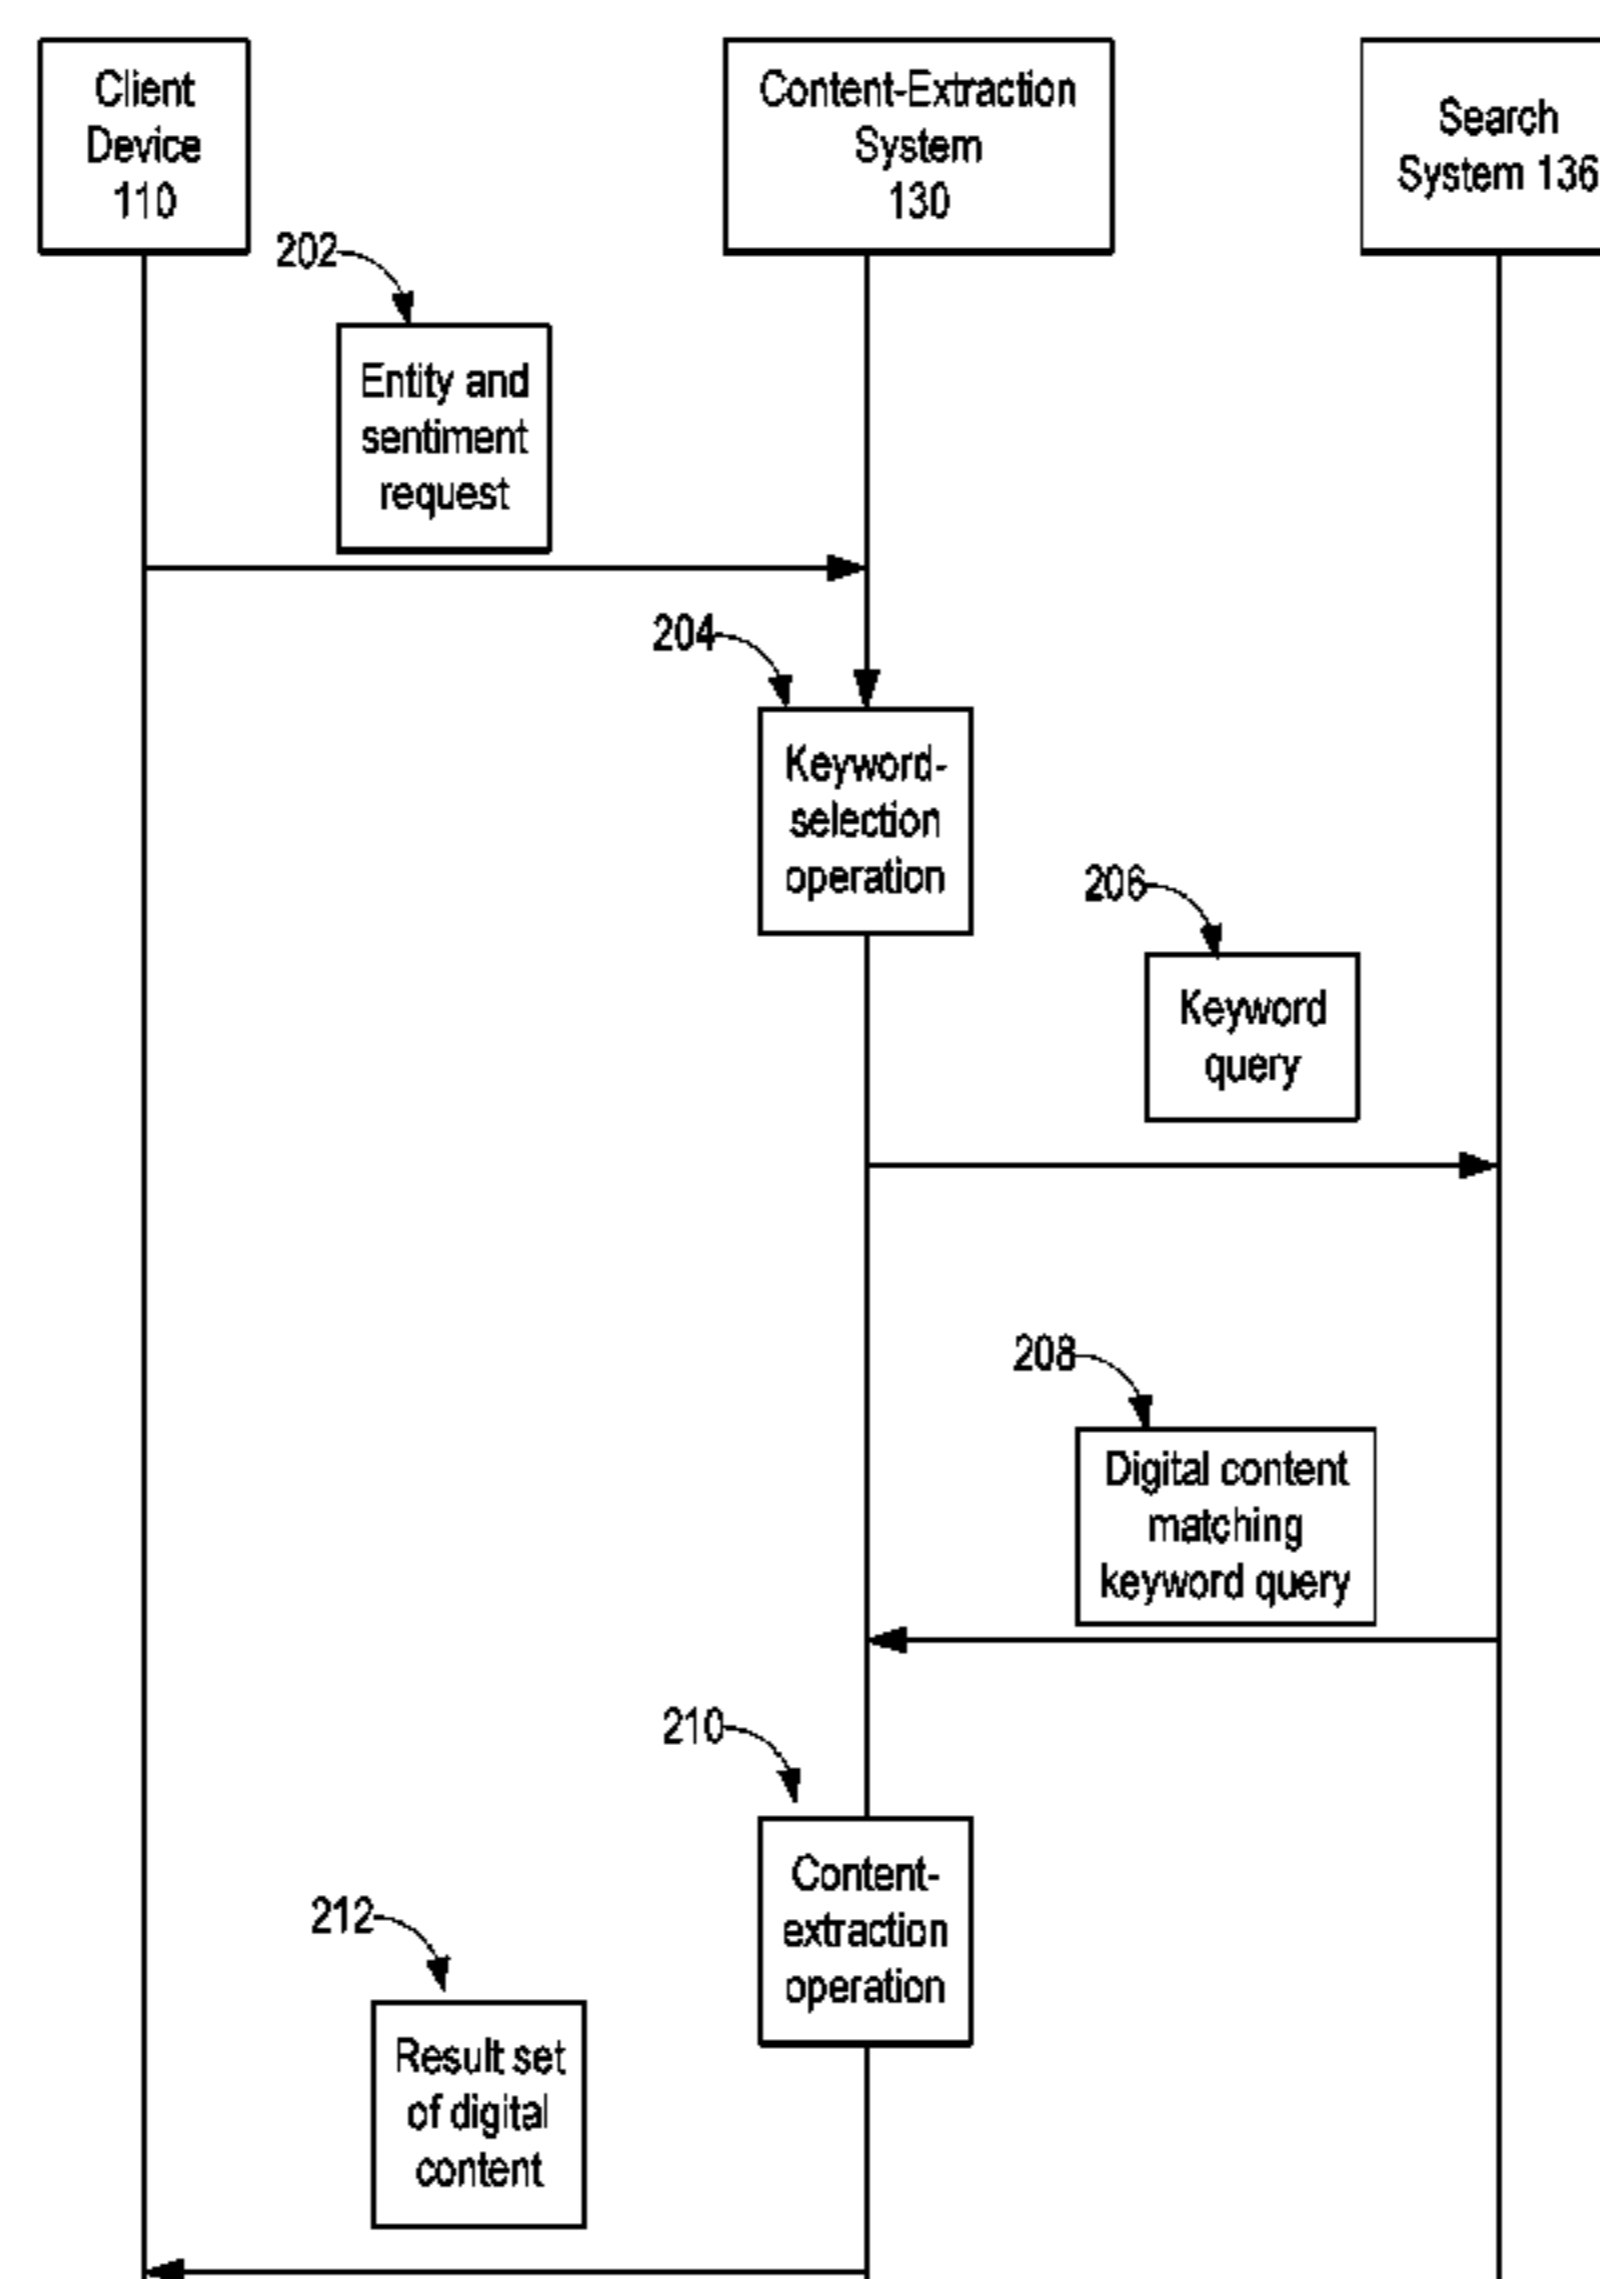 Client
Device
110
Content-Extraction
System
130
Search
System 136
202
Entity and
sentiment
request
204
Keyword-
selection
operation
206
Keyword
query
208
Digital content
matching
keyword query
210
Content-
extraction
operation
212
Result set
of digital
content